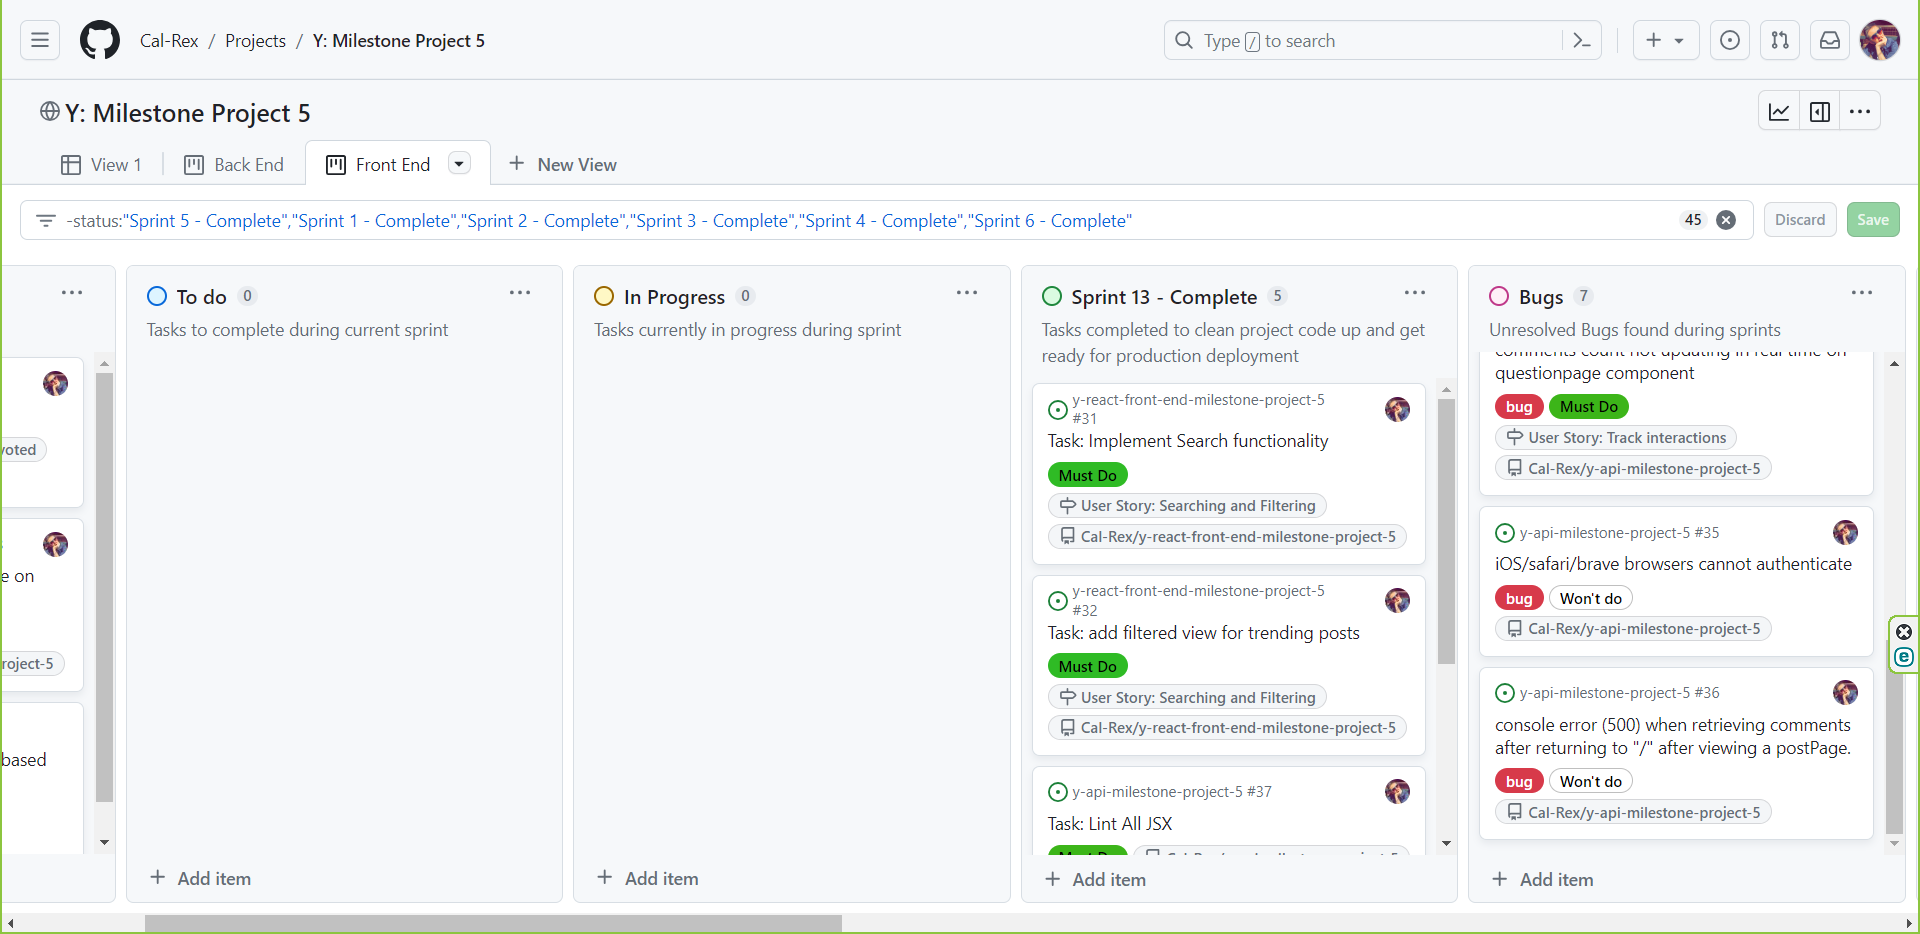 Cal-Rex / Projects / Y: Milestone Project 5
Type / to search
Y: Milestone Project 5
View 1
Back End
Front End
New View
-status:"Sprint 5 - Complete","Sprint 1 - Complete","Sprint 2 - Complete","Sprint 3 - Complete","Sprint 4 - Complete","Sprint 6 - Complete"
45
Discard
Save
voted
e on
roject-5
based
To do 0
Tasks to complete during current sprint
Add item
In Progress 0
Tasks currently in progress during sprint
Add item
Sprint 13 - Complete 5
Tasks completed to clean project code up and get
ready for production deployment
y-react-front-end-milestone-project-5
#31
Task: Implement Search functionality
Must Do
User Story: Searching and Filtering
Cal-Rex/y-react-front-end-milestone-project-5
y-react-front-end-milestone-project-5
#32
Task: add filtered view for trending posts
Must Do
User Story: Searching and Filtering
Cal-Rex/y-react-front-end-milestone-project-5
y-api-milestone-project-5 #37
Task: Lint All JSX
Must Do
Add item
Bugs 7
Unresolved Bugs found during sprints
comments count not updating in real time on
questionpage component
bug Must Do
User Story: Track interactions
Cal-Rex/y-api-milestone-project-5
y-api-milestone-project-5 #35
iOS/safari/brave browsers cannot authenticate
bug Won't do
Cal-Rex/y-api-milestone-project-5
y-api-milestone-project-5 #36
console error (500) when retrieving comments
after returning to "/" after viewing a postPage.
bug Won't do
Cal-Rex/y-api-milestone-project-5
Add item